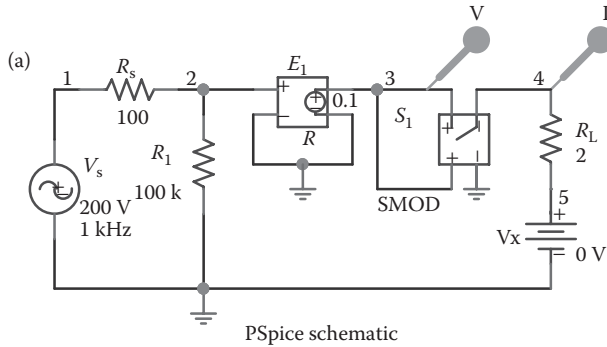 (a)
1
Rs
100
2
R1
100 k
E1
0.1
R
3
V
S1
SMOD
4
RL
2
5
Vx
0 V
Vs
200 V
1 kHz
PSpice schematic